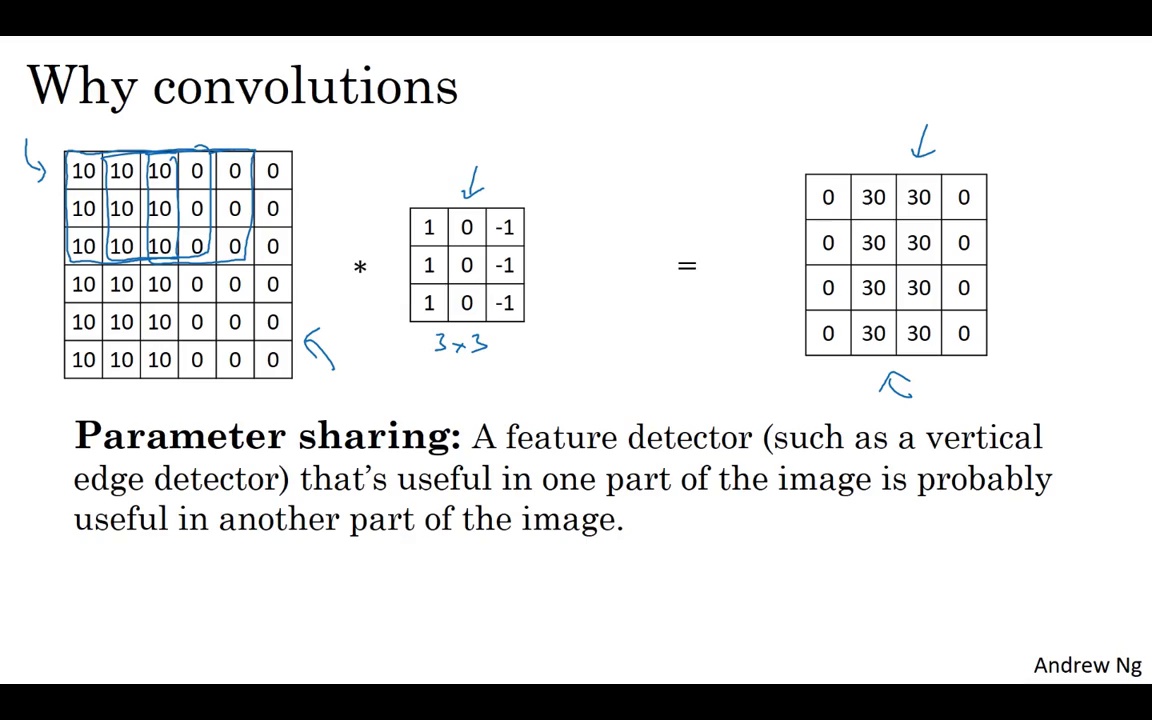 Why convolutions
10 10 10 0 0 0
10 10 10 0 0 0
10 10 10 0 0 0
10 10 10 0 0 0
10 10 10 0 0 0
10 10 10 0 0 0
*
1 0 -1
1 0 -1
1 0 -1
3×3
=
0 30 30 0
0 30 30 0
0 30 30 0
0 30 30 0
Parameter sharing: A feature detector (such as a vertical
edge detector) that’s useful in one part of the image is probably
useful in another part of the image.
Andrew Ng